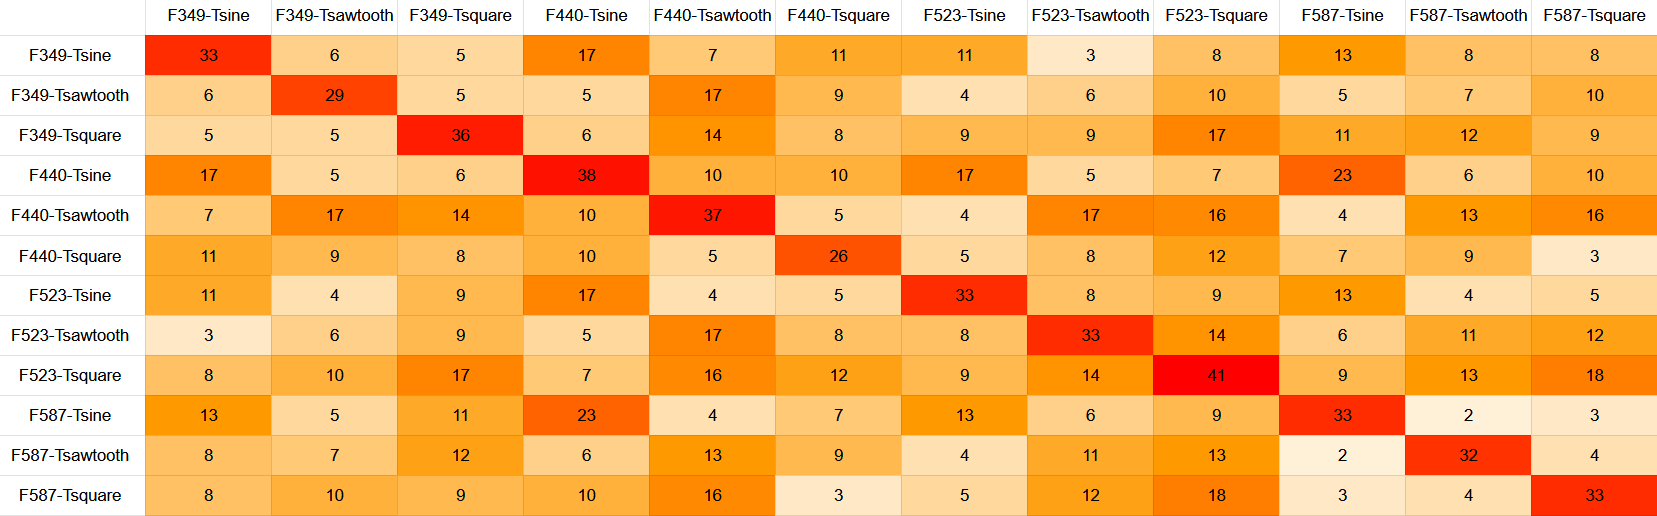 F349-Tsine F349-Tsawtooth F349-Tsquare F440-Tsine F440-Tsawtooth F440-Tsquare F523-Tsine F523-Tsawtooth F523-Tsquare F587-Tsine F587-Tsawtooth F587-Tsquare
F349-Tsine 33 6 5 17 7 11 11 3 8 13 8 8
F349-Tsawtooth 6 29 5 5 17 9 4 6 10 5 7 10
F349-Tsquare 5 5 36 6 14 8 9 9 17 11 12 9
F440-Tsine 17 5 6 38 10 10 17 5 7 23 6 10
F440-Tsawtooth 7 17 14 10 37 5 4 17 16 4 13 16
F440-Tsquare 11 9 8 10 5 26 5 8 12 7 9 3
F523-Tsine 11 4 9 17 4 5 33 8 9 13 4 5
F523-Tsawtooth 3 6 9 5 17 8 8 33 14 6 11 12
F523-Tsquare 8 10 17 7 16 12 9 14 41 9 13 18
F587-Tsine 13 5 11 23 4 7 13 6 9 33 2 3
F587-Tsawtooth 8 7 12 6 13 9 4 11 13 2 32 4
F587-Tsquare 8 10 9 10 16 3 5 12 18 3 4 33